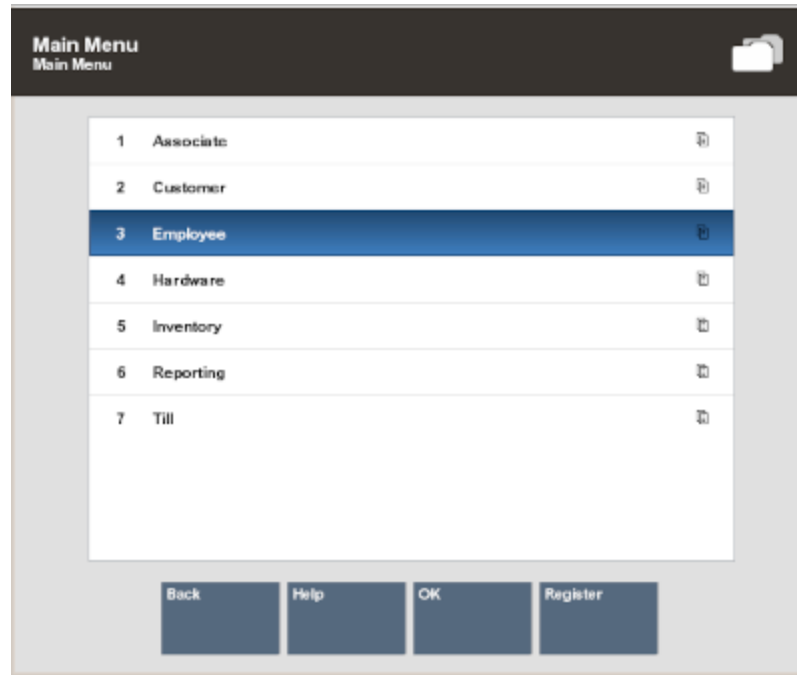 Main Menu
Main Menu
1 Associate
2 Customer
3 Employee
4 Hardware
5 Inventory
6 Reporting
7 Till
Back Help OK Register